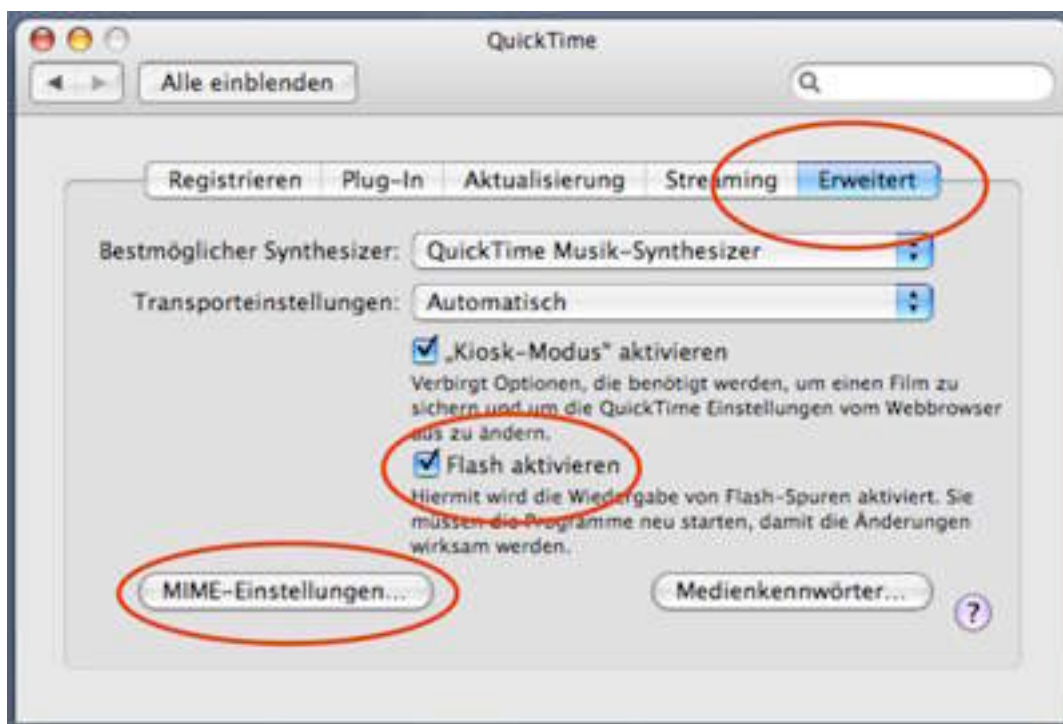 QuickTime
Alle einblenden
Registrieren Plug-In Aktualisierung Streaming Erweitert
Bestmöglicher Synthesizer: QuickTime Musik-Synthesizer
Transporteinstellungen: Automatisch
„Kiosk-Modus" aktivieren
Verbirgt Optionen, die benötigt werden, um einen Film zu
sichern und um die QuickTime Einstellungen vom Webbrowser
aus zu ändern.
Flash aktivieren
Hiermit wird die Wiedergabe von Flash-Spuren aktiviert. Sie
müssen die Programme neu starten, damit die Änderungen
wirksam werden.
MIME-Einstellungen... Medienkennwörter... ?